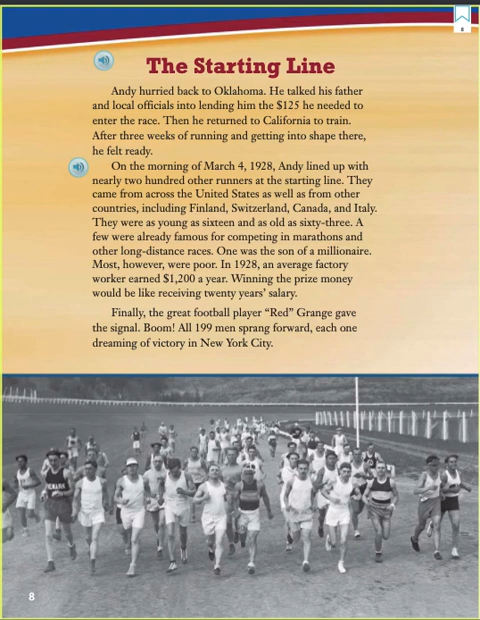 8
The Starting Line
Andy hurried back to Oklahoma. He talked his father
and local officials into lending him the $125 he needed to
enter the race. Then he returned to California to train.
After three weeks of running and getting into shape there,
he felt ready.
On the morning of March 4, 1928, Andy lined up with
nearly two hundred other runners at the starting line. They
came from across the United States as well as from other
countries, including Finland, Switzerland, Canada, and Italy.
They were as young as sixteen and as old as sixty-three. A
few were already famous for competing in marathons and
other long-distance races. One was the son of a millionaire.
Most, however, were poor. In 1928, an average factory
worker earned $1,200 a year. Winning the prize money
would be like receiving twenty years’ salary.
Finally, the great football player “Red” Grange gave
the signal. Boom! All 199 men sprang forward, each one
dreaming of victory in New York City.
8